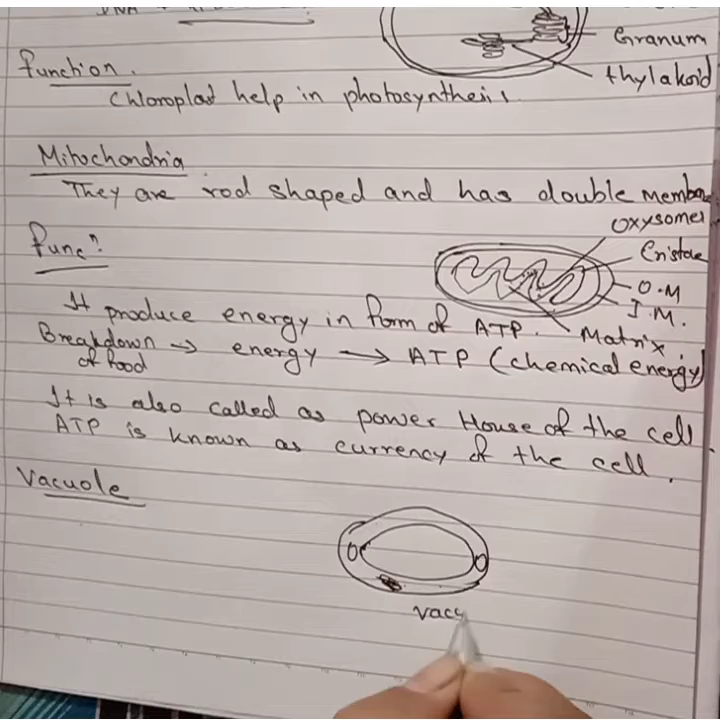 Granum
Function.
thylakoid
Chloroplast help in photosynthesis.
Mitochondria
They are rod shaped and has double membrane
oxysomes
Func?
Cristae
O.M
I.M.
It produce energy in form of ATP.
Matrix.
Breakdown → energy → ATP (chemical energy)
of food
It is also called as power House of the cell.
ATP is known as currency of the cell.
Vacuole